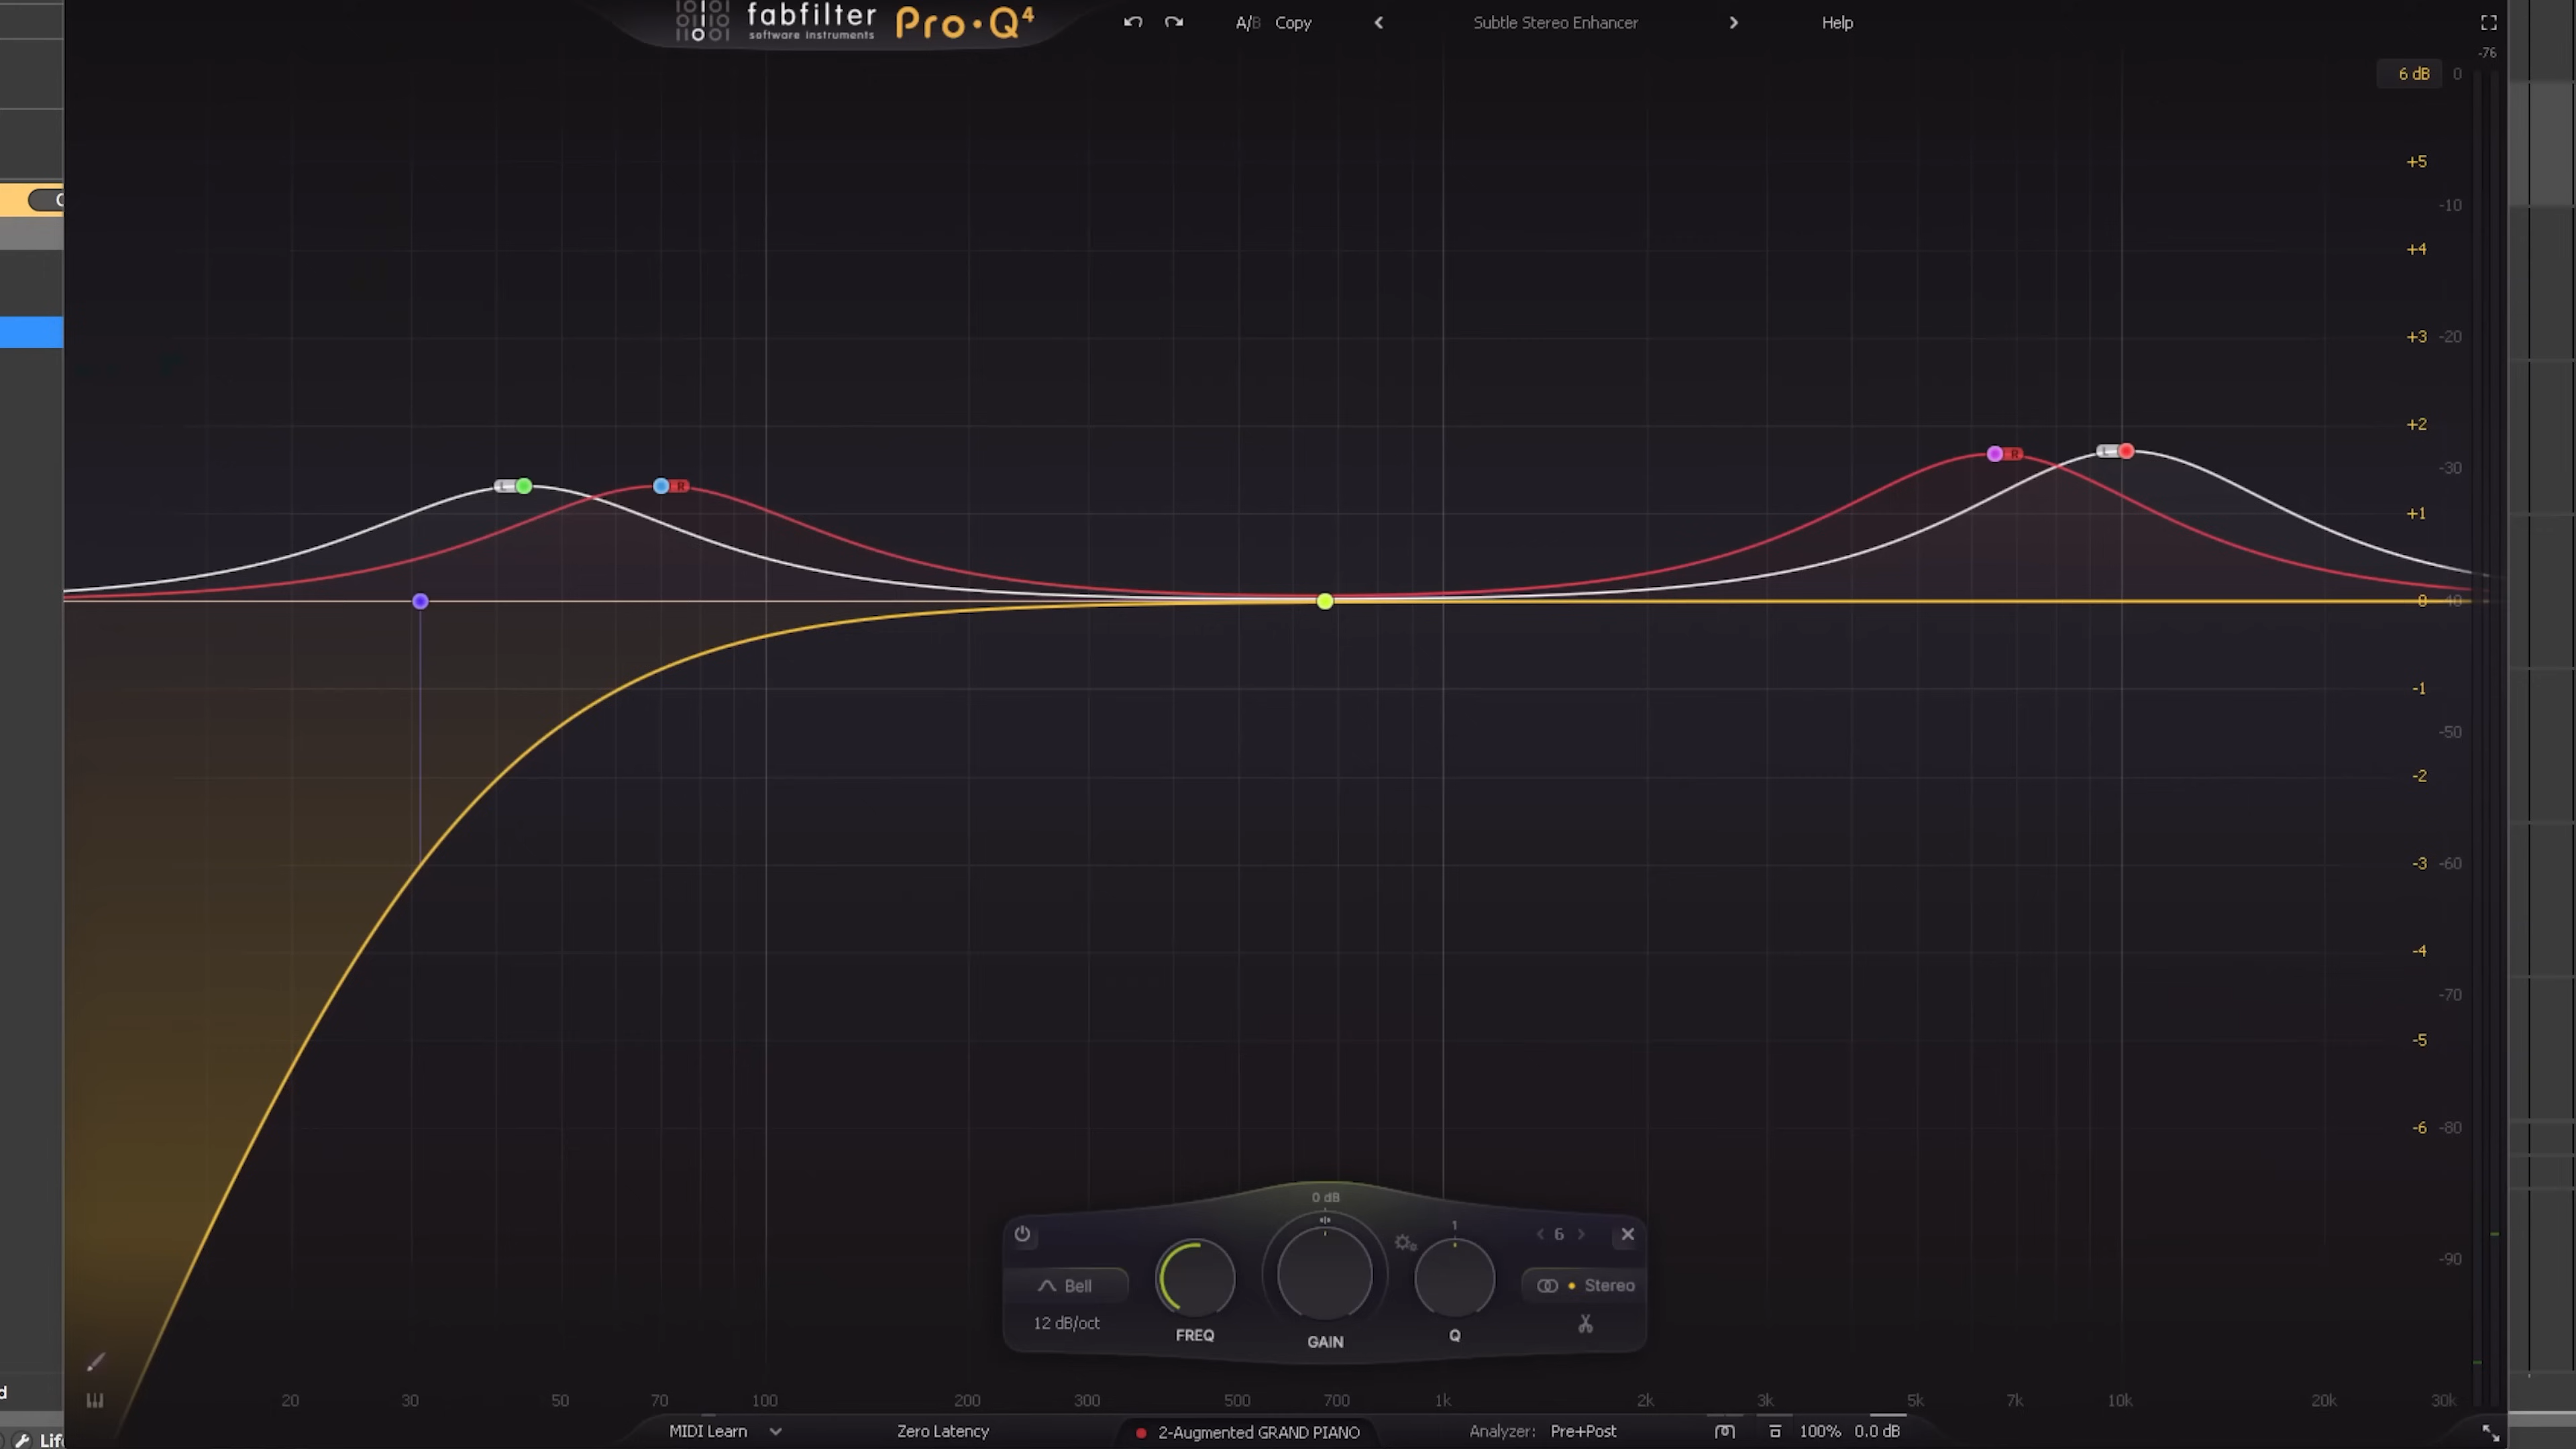 fabfilter
software instruments
Pro·Q4
A/B Copy
Subtle Stereo Enhancer
Help
-76
6 dB 0
+5
-10
+4
+3 -20
+2
-30
+1
0 -40
-1
-50
-2
-3 -60
-4
-70
-5
-6 -80
-90
L
R
R
L
0 dB
1
6
Bell
Stereo
12 dB/oct
FREQ
GAIN
Q
20 30 50 70 100 200 300 500 700 1k 2k 3k 5k 7k 10k 20k 30k
MIDI Learn
Zero Latency
2-Augmented GRAND PIANO
Analyzer: Pre+Post
100% 0.0 dB
d